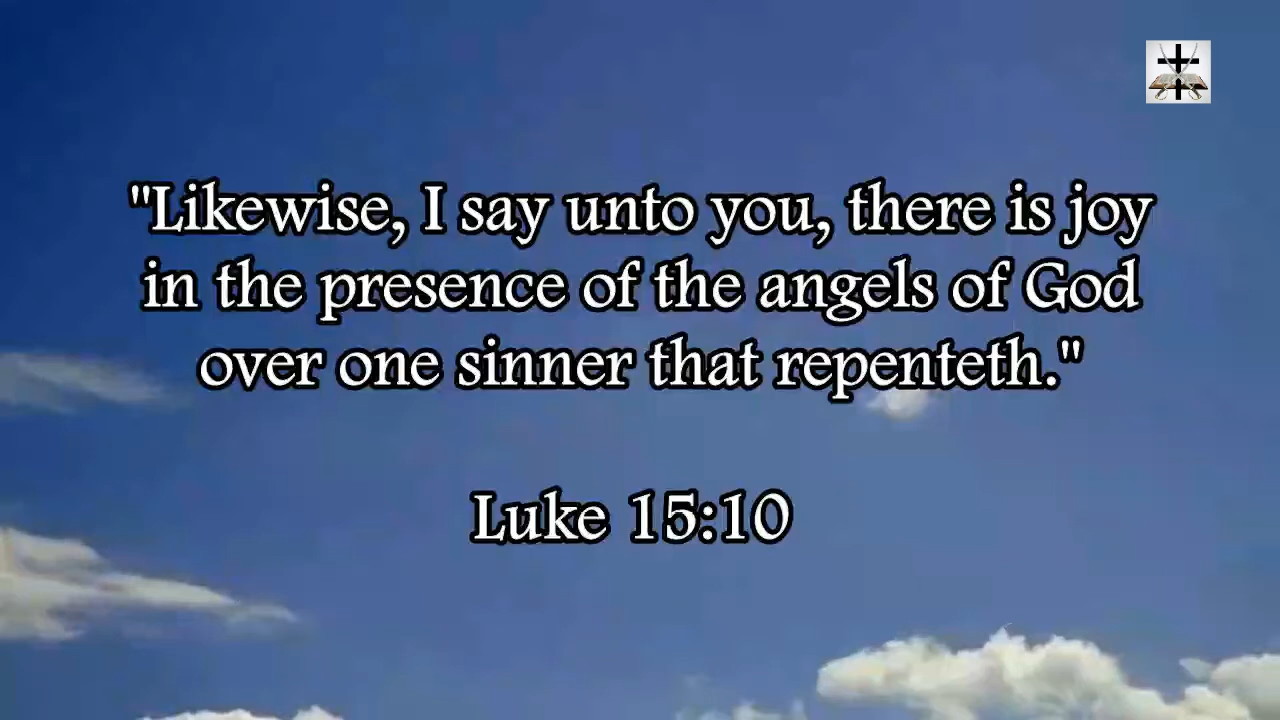 "Likewise, I say unto you, there is joy
in the presence of the angels of God
over one sinner that repenteth."
Luke 15:10